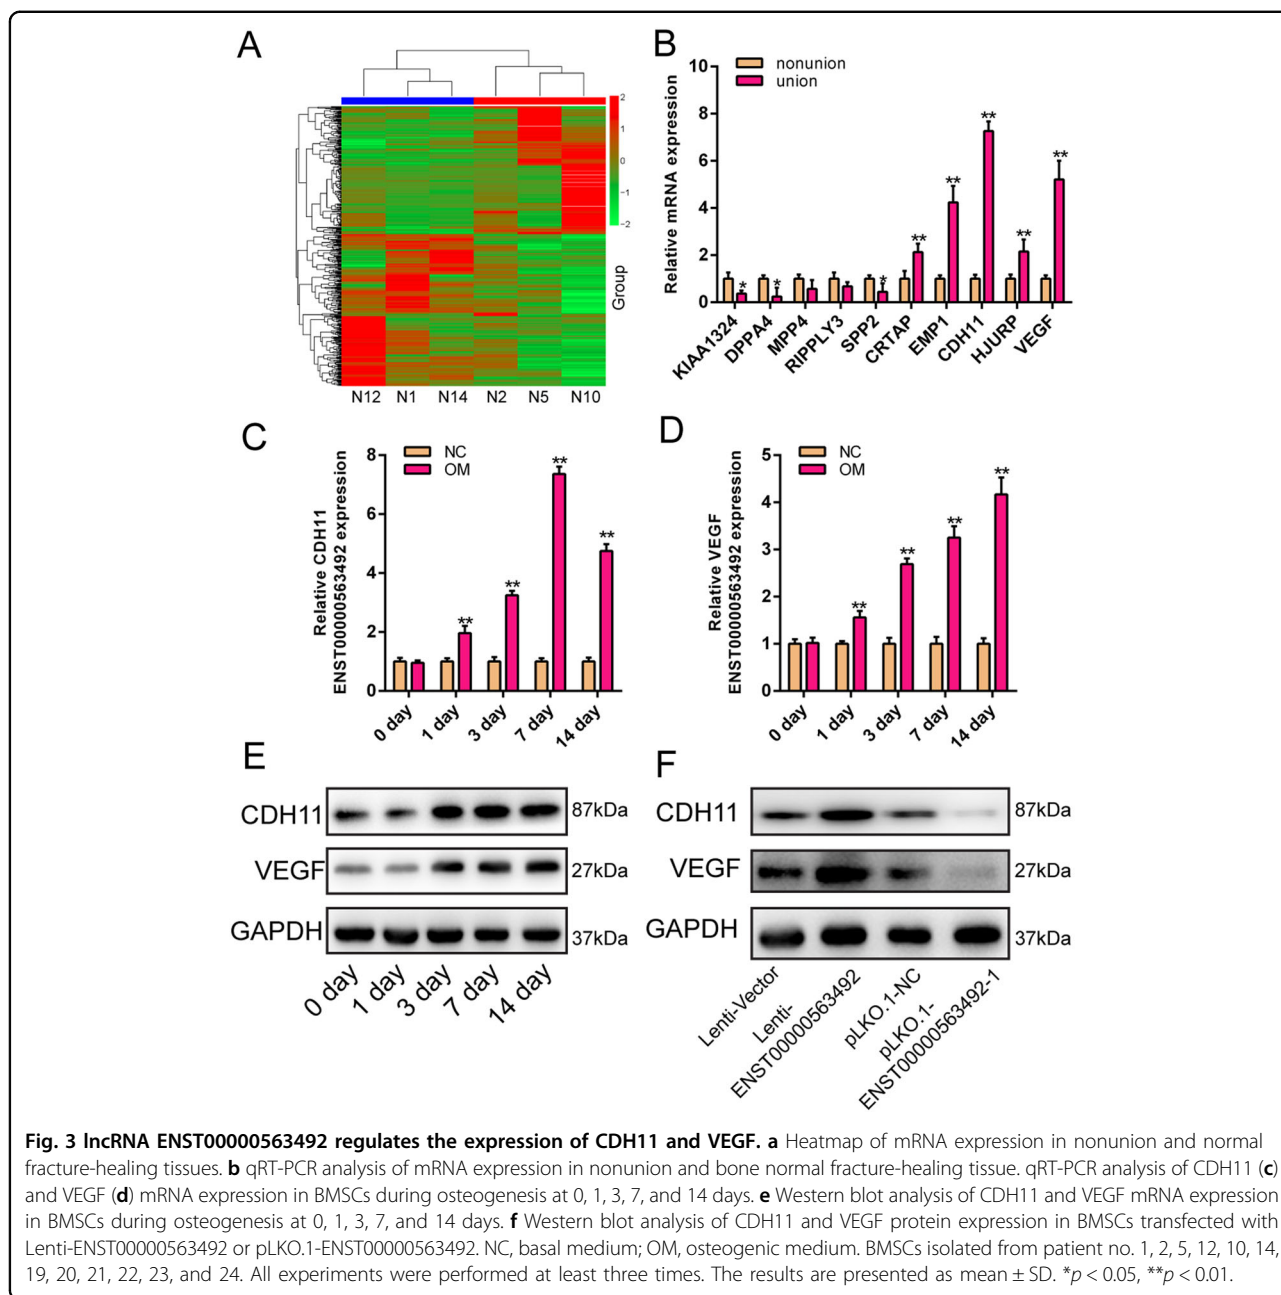 A
2
1
0
−1
−2
Group
N12 N1 N14 N2 N5 N10
B
nonunion
union
Relative mRNA expression
10
8
6
4
2
0
* * * ** ** ** ** **
KIAA1324 DPPA4 MPP4 RIPPLY3 SPP2 CRTAP EMP1 CDH11 HJURP VEGF
C
NC
OM
Relative CDH11
ENST00000563492 expression
8
6
4
2
0
** ** ** **
0 day 1 day 3 day 7 day 14 day
D
NC
OM
Relative VEGF
ENST00000563492 expression
5
4
3
2
1
0
** ** ** **
0 day 1 day 3 day 7 day 14 day
E
CDH11 87kDa
VEGF 27kDa
GAPDH 37kDa
0 day 1 day 3 day 7 day 14 day
F
CDH11 87kDa
VEGF 27kDa
GAPDH 37kDa
Lenti-Vector
Lenti-
ENST00000563492
pLKO.1-NC
pLKO.1-
ENST00000563492-1
Fig. 3 lncRNA ENST00000563492 regulates the expression of CDH11 and VEGF. a Heatmap of mRNA expression in nonunion and normal
fracture-healing tissues. b qRT-PCR analysis of mRNA expression in nonunion and bone normal fracture-healing tissue. qRT-PCR analysis of CDH11 (c)
and VEGF (d) mRNA expression in BMSCs during osteogenesis at 0, 1, 3, 7, and 14 days. e Western blot analysis of CDH11 and VEGF mRNA expression
in BMSCs during osteogenesis at 0, 1, 3, 7, and 14 days. f Western blot analysis of CDH11 and VEGF protein expression in BMSCs transfected with
Lenti-ENST00000563492 or pLKO.1-ENST00000563492. NC, basal medium; OM, osteogenic medium. BMSCs isolated from patient no. 1, 2, 5, 12, 10, 14,
19, 20, 21, 22, 23, and 24. All experiments were performed at least three times. The results are presented as mean ± SD. *p < 0.05, **p < 0.01.